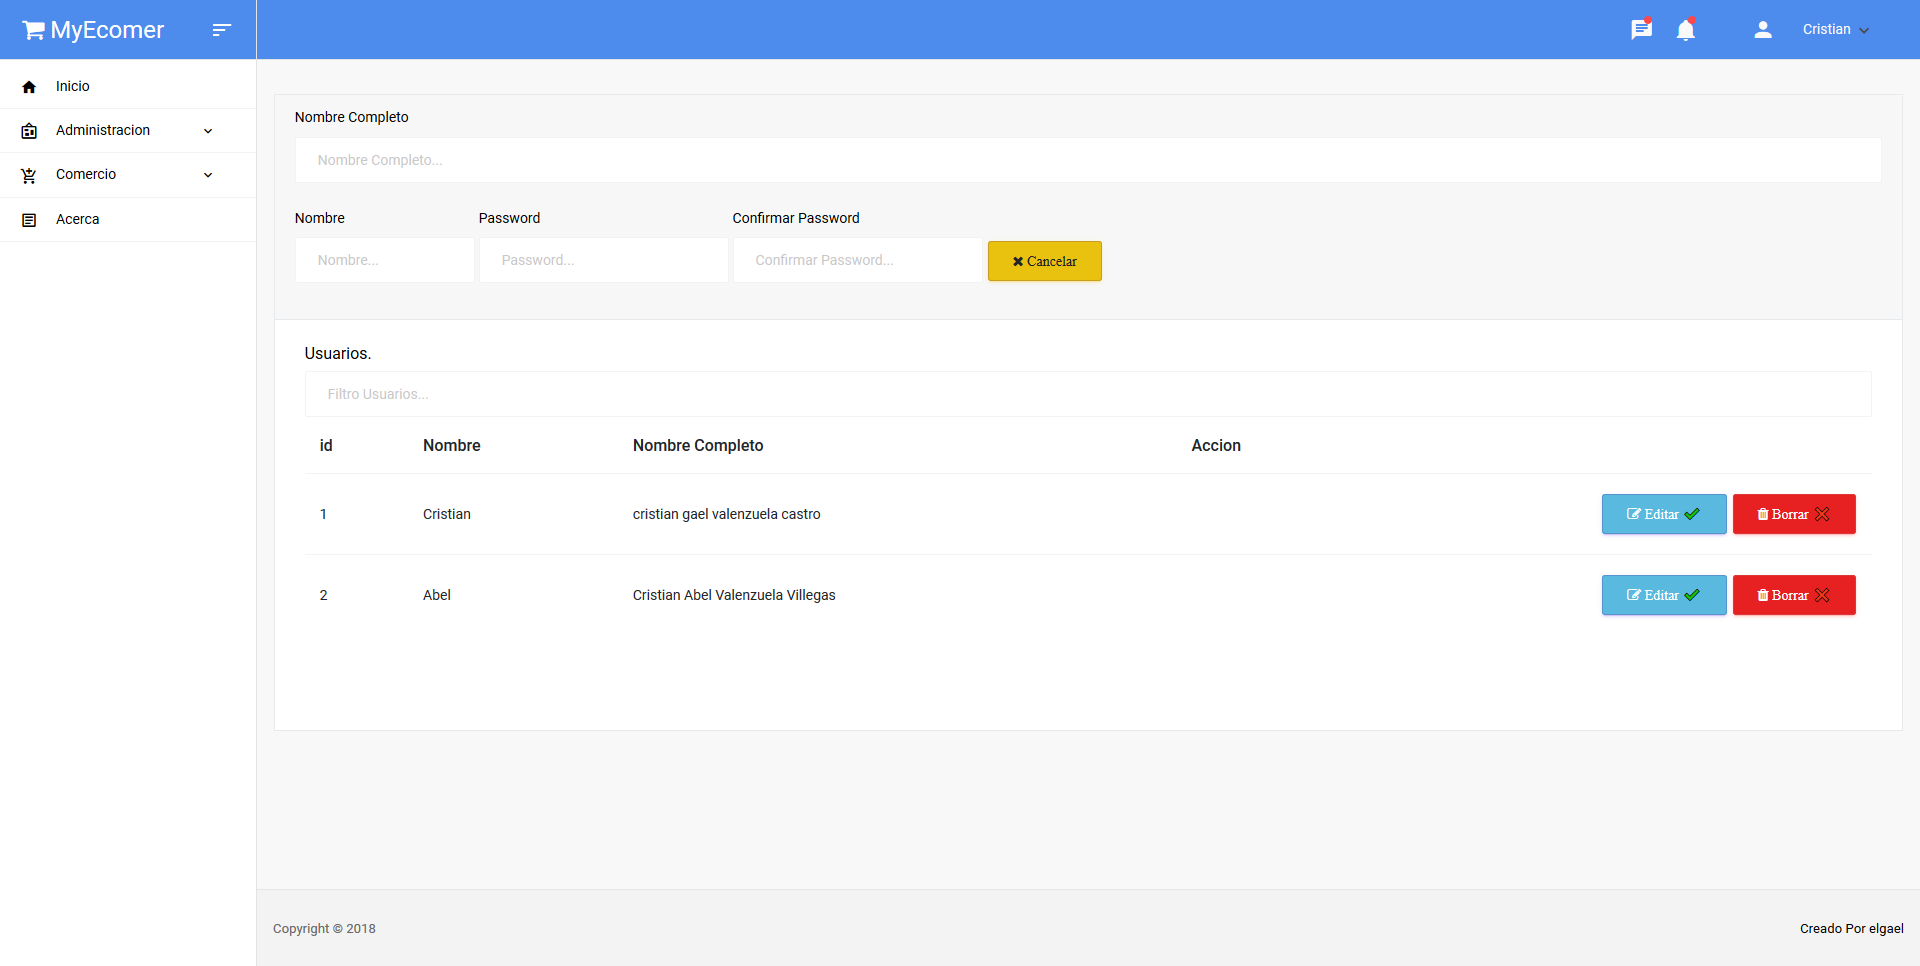 MyEcomer
Cristian
Inicio
Administracion
Comercio
Acerca
Nombre Completo
Nombre Completo...
Nombre Password Confirmar Password
Nombre... Password... Confirmar Password... Cancelar
Usuarios.
Filtro Usuarios...
id Nombre Nombre Completo Accion
1 Cristian cristian gael valenzuela castro Editar Borrar
2 Abel Cristian Abel Valenzuela Villegas Editar Borrar
Copyright © 2018 Creado Por elgael